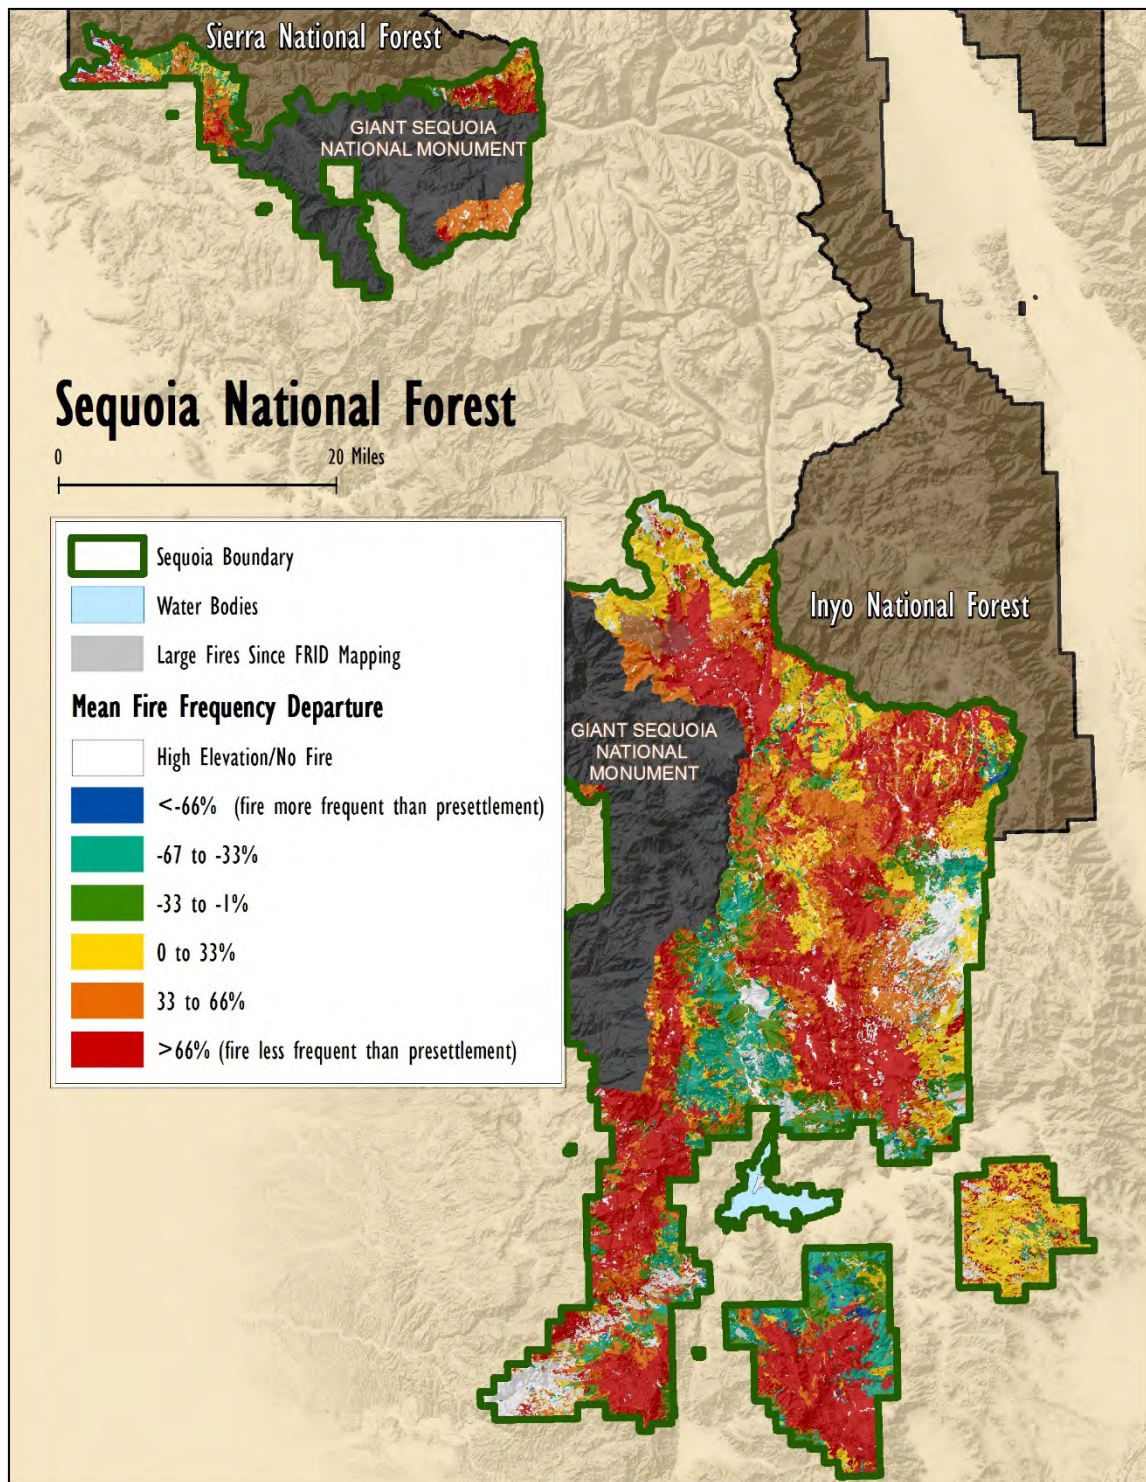 Sierra National Forest
GIANT SEQUOIA
NATIONAL MONUMENT
Sequoia National Forest
0 20 Miles
Sequoia Boundary
Water Bodies
Large Fires Since FRID Mapping
Mean Fire Frequency Departure
High Elevation/No Fire
<-66% (fire more frequent than presettlement)
-67 to -33%
-33 to -1%
0 to 33%
33 to 66%
>66% (fire less frequent than presettlement)
Inyo National Forest
GIANT SEQUOIA
NATIONAL
MONUMENT